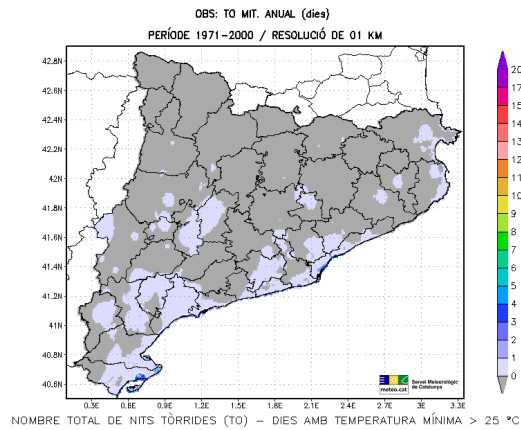 OBS: TO MIT. ANUAL (dies)
PERÍODE 1971-2000 / RESOLUCIÓ DE 01 KM
42.8N
42.6N
42.4N
42.2N
42N
41.8N
41.6N
41.4N
41.2N
41N
40.8N
40.6N
0.3E 0.6E 0.9E 1.2E 1.5E 1.8E 2.1E 2.4E 2.7E 3E 3.3E
20
17
15
14
13
12
11
10
9
8
7
6
5
4
3
2
1
0
meteo.cat
Servei Meteorològic
de Catalunya
NOMBRE TOTAL DE NITS TÒRRIDES (TO) – DIES AMB TEMPERATURA MÍNIMA > 25 °C